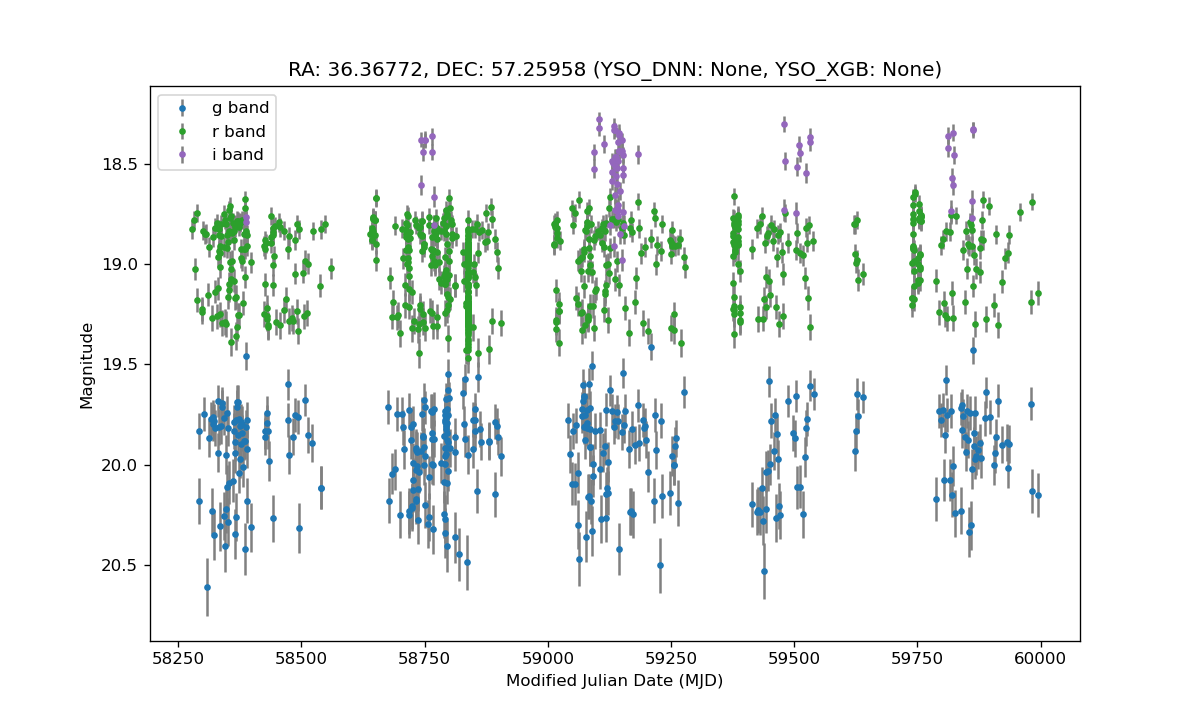 RA: 36.36772, DEC: 57.25958 (YSO_DNN: None, YSO_XGB: None)
g band
r band
i band
18.5
19.0
19.5
20.0
20.5
Magnitude
58250 58500 58750 59000 59250 59500 59750 60000
Modified Julian Date (MJD)